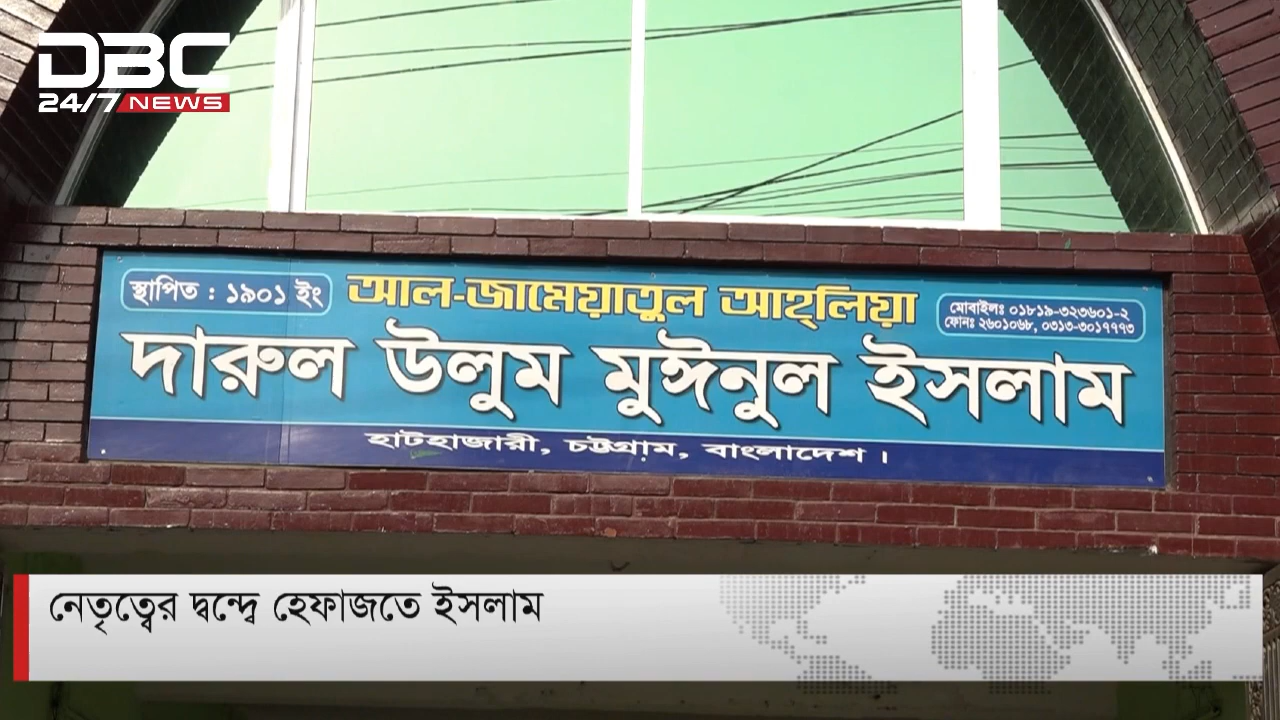 DBC
24/7 NEWS
স্থাপিত : ১৯০১ ইং
আল-জামেয়াতুল আহ্‌লিয়া
মোবাইলঃ ০১৮১৯-৩২৩৬০১-২
ফোনঃ ২৬০১০৬৮, ০৩১৩-৩০১৭৭৭৩
দারুল উলুম মুঈনুল ইসলাম
হাটহাজারী, চট্টগ্রাম, বাংলাদেশ ।
নেতৃত্বের দ্বন্দ্বে হেফাজতে ইসলাম